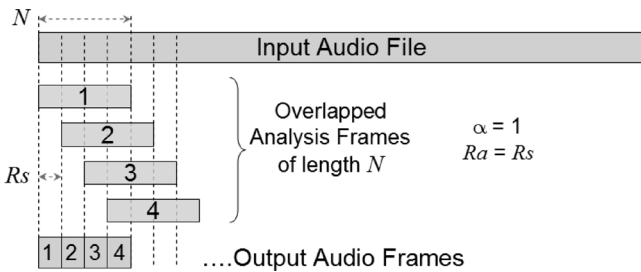 N
Input Audio File
1
2
3
4
Rs
Overlapped
Analysis Frames
of length N
α = 1
Ra = Rs
1 2 3 4
....Output Audio Frames